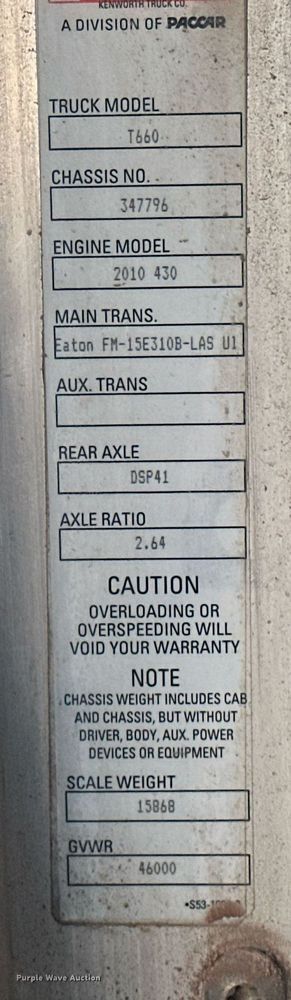 KENWORTH TRUCK CO.
A DIVISION OF PACCAR
TRUCK MODEL
T660
CHASSIS NO.
347796
ENGINE MODEL
2010 430
MAIN TRANS.
Eaton FM-15E310B-LAS U1
AUX. TRANS
REAR AXLE
DSP41
AXLE RATIO
2.64
CAUTION
OVERLOADING OR
OVERSPEEDING WILL
VOID YOUR WARRANTY
NOTE
CHASSIS WEIGHT INCLUDES CAB
AND CHASSIS, BUT WITHOUT
DRIVER, BODY, AUX. POWER
DEVICES OR EQUIPMENT
SCALE WEIGHT
15868
GVWR
46000
Purple Wave Auction